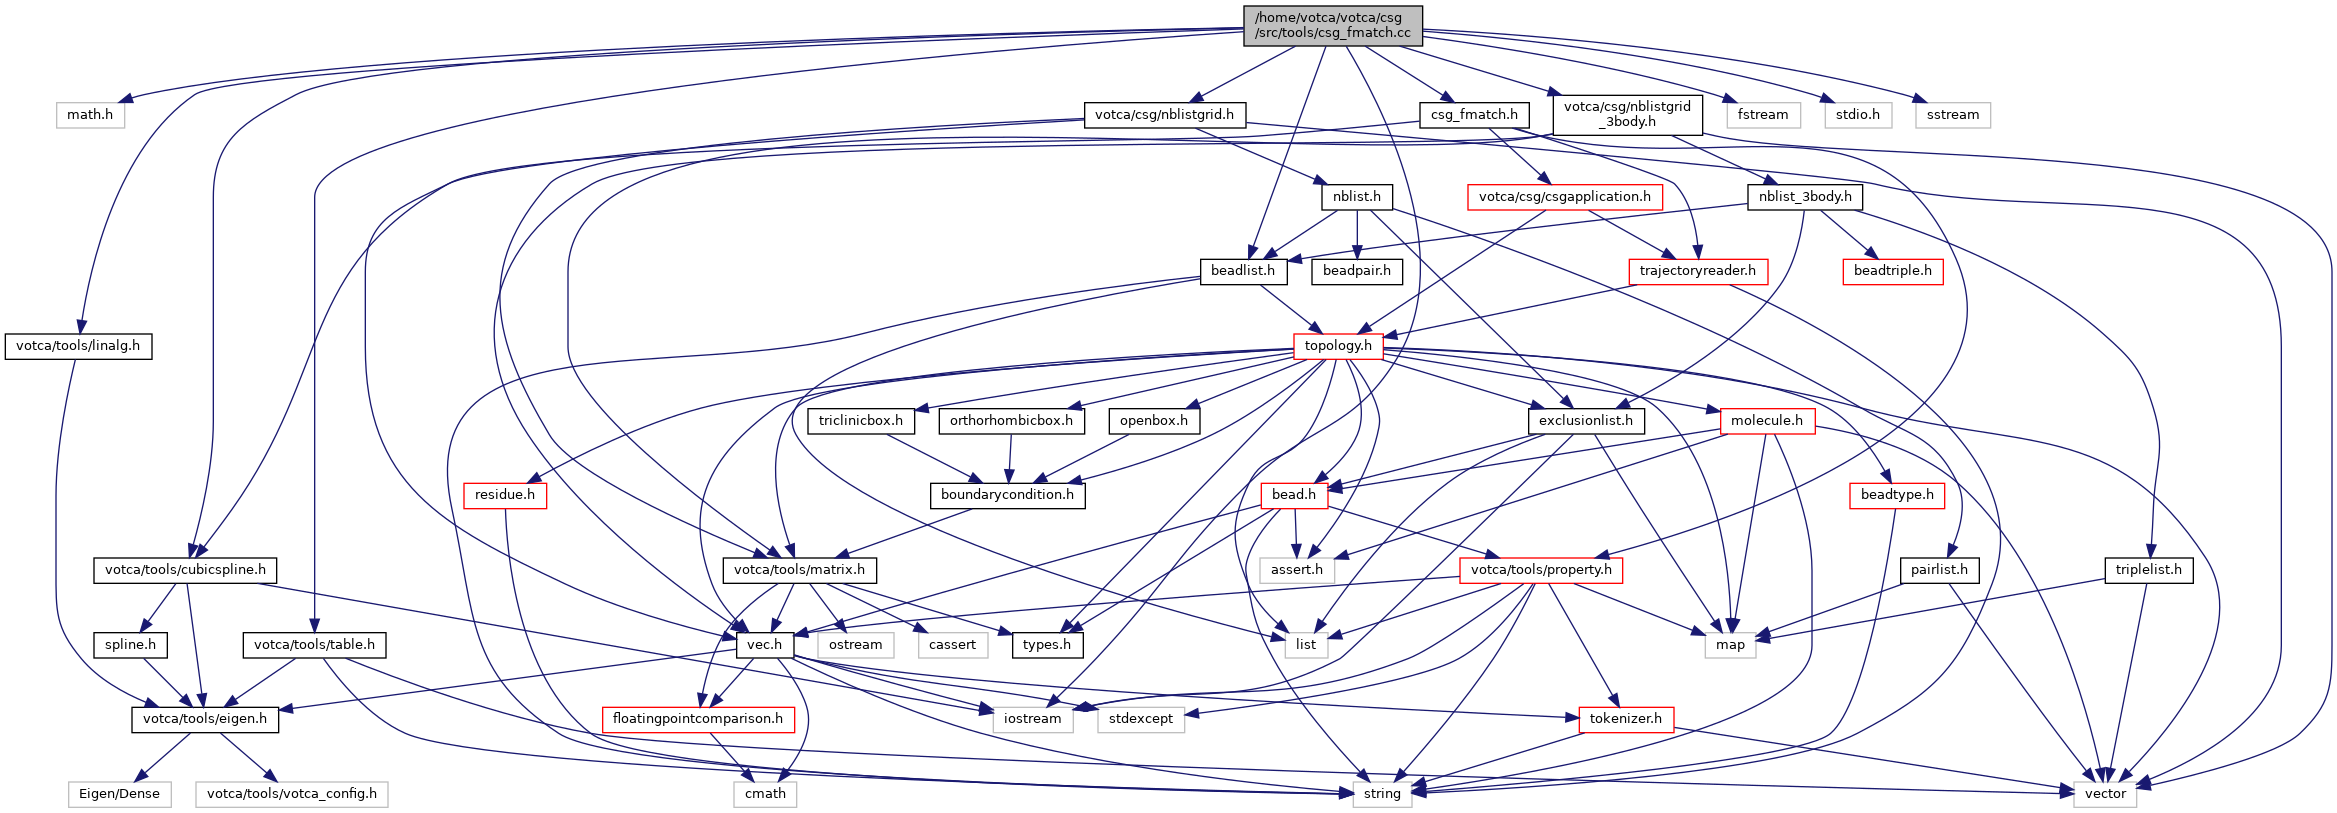 /home/votca/votca/csg
/src/tools/csg_fmatch.cc
math.h
votca/csg/nblistgrid.h
csg_fmatch.h
votca/csg/nblistgrid
_3body.h
fstream
stdio.h
sstream
nblist.h
votca/csg/csgapplication.h
nblist_3body.h
beadlist.h
beadpair.h
trajectoryreader.h
beadtriple.h
votca/tools/linalg.h
topology.h
triclinicbox.h
orthorhombicbox.h
openbox.h
exclusionlist.h
molecule.h
residue.h
boundarycondition.h
bead.h
beadtype.h
votca/tools/cubicspline.h
votca/tools/matrix.h
assert.h
votca/tools/property.h
pairlist.h
triplelist.h
spline.h
votca/tools/table.h
vec.h
ostream
cassert
types.h
list
map
votca/tools/eigen.h
floatingpointcomparison.h
iostream
stdexcept
tokenizer.h
Eigen/Dense
votca/tools/votca_config.h
cmath
string
vector